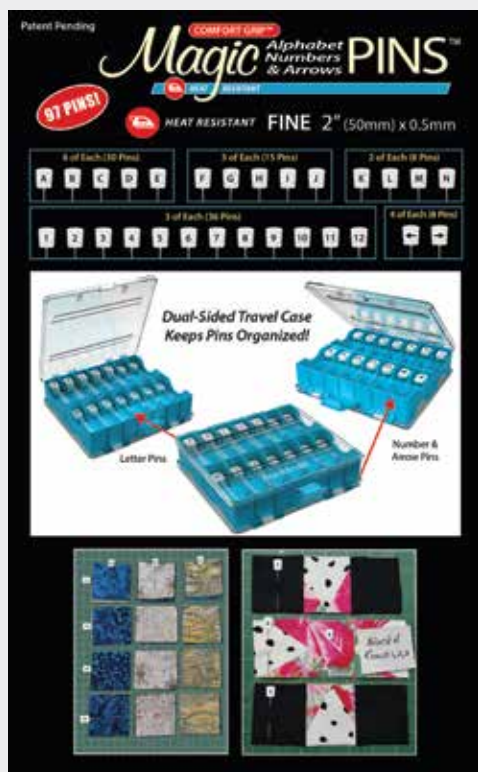 Patent Pending
COMFORT GRIP™
Magic Alphabet Numbers & Arrows PINS™
HEAT RESISTANT
97 PINS!
HEAT RESISTANT FINE 2" (50mm) x 0.5mm
6 of Each (30 Pins)
3 of Each (15 Pins)
2 of Each (8 Pins)
A B C D E
F G H I J
K L M N
3 of Each (36 Pins)
4 of Each (8 Pins)
1 2 3 4 5 6 7 8 9 10 11 12
← →
Dual-Sided Travel Case
Keeps Pins Organized!
Letter Pins
Number &
Arrow Pins